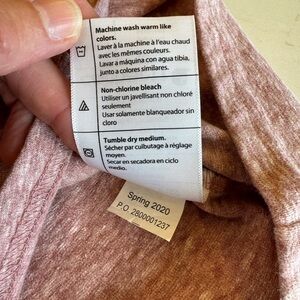 Machine wash warm like
colors.
Laver à la machine à l'eau chaud
avec les mêmes couleurs.
Lavar a máquina con agua tibia,
junto a colores similares.
Non-chlorine bleach
Utiliser un javellisant non chloré
seulement
Usar solamente blanqueador sin
cloro
Tumble dry medium.
Sécher par culbutage à réglage
moyen.
Secar en secadora en ciclo
medio.
Spring 2020
P.O. 2800001237